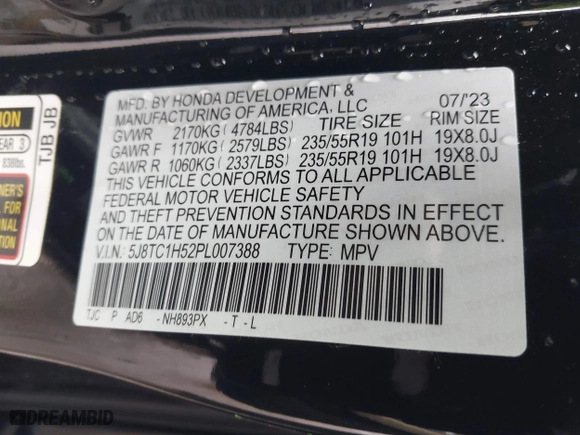 MFD. BY HONDA DEVELOPMENT &
MANUFACTURING OF AMERICA, LLC 07/'23
GVWR 2170KG ( 4784LBS) TIRE SIZE RIM SIZE
GAWR F 1170KG ( 2579LBS) 235/55R19 101H 19X8.0J
GAWR R 1060KG ( 2337LBS) 235/55R19 101H 19X8.0J
THIS VEHICLE CONFORMS TO ALL APPLICABLE
FEDERAL MOTOR VEHICLE SAFETY
AND THEFT PREVENTION STANDARDS IN EFFECT
ON THE DATE OF MANUFACTURE SHOWN ABOVE.
V.I.N.: 5J8TC1H52PL007388 TYPE: MPV
TJC P AD6 -NH893PX -T-L
TJB JB
FOR
DREAMBID